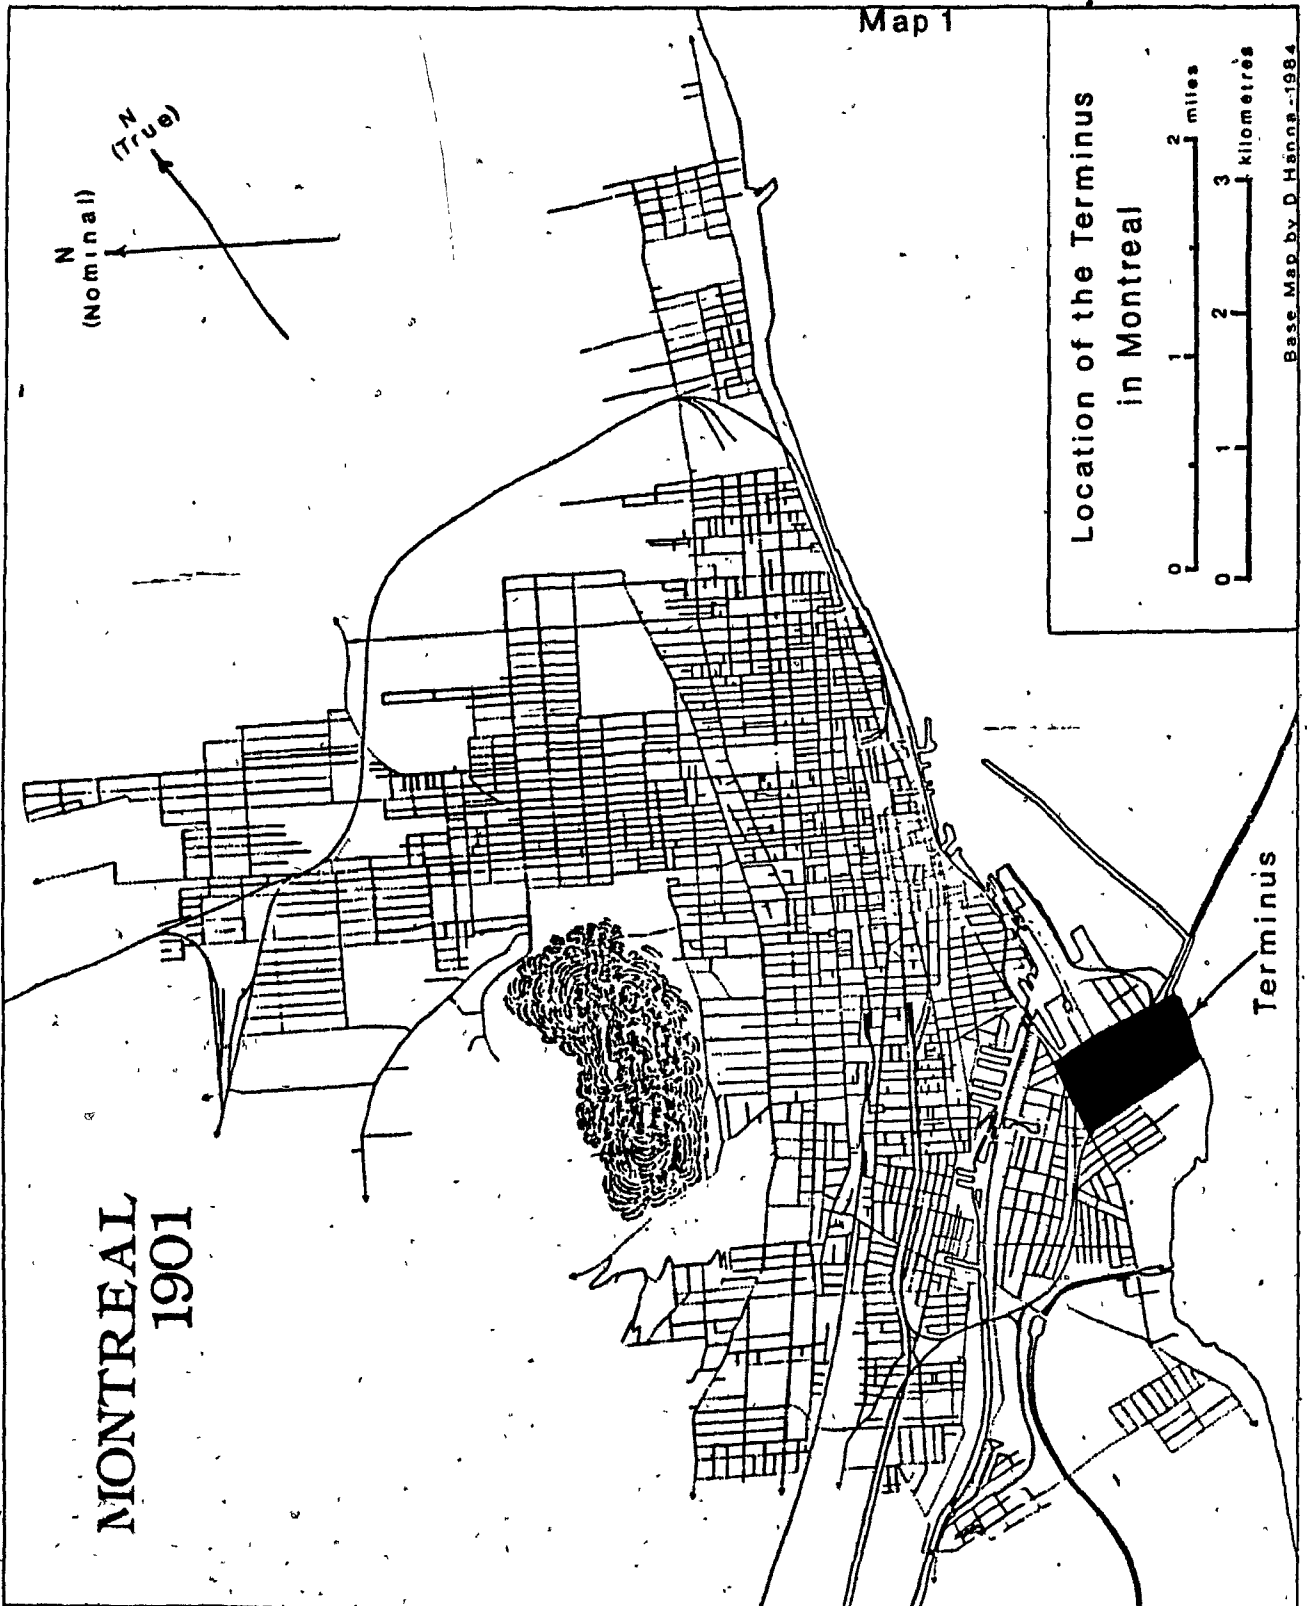 Map 1
MONTREAL
1901
N
(Nominal)
N
(True)
Terminus
Location of the Terminus
in Montreal
0 1 2 miles
0 1 2 3 kilometres
Base Map by D Hanna -1984